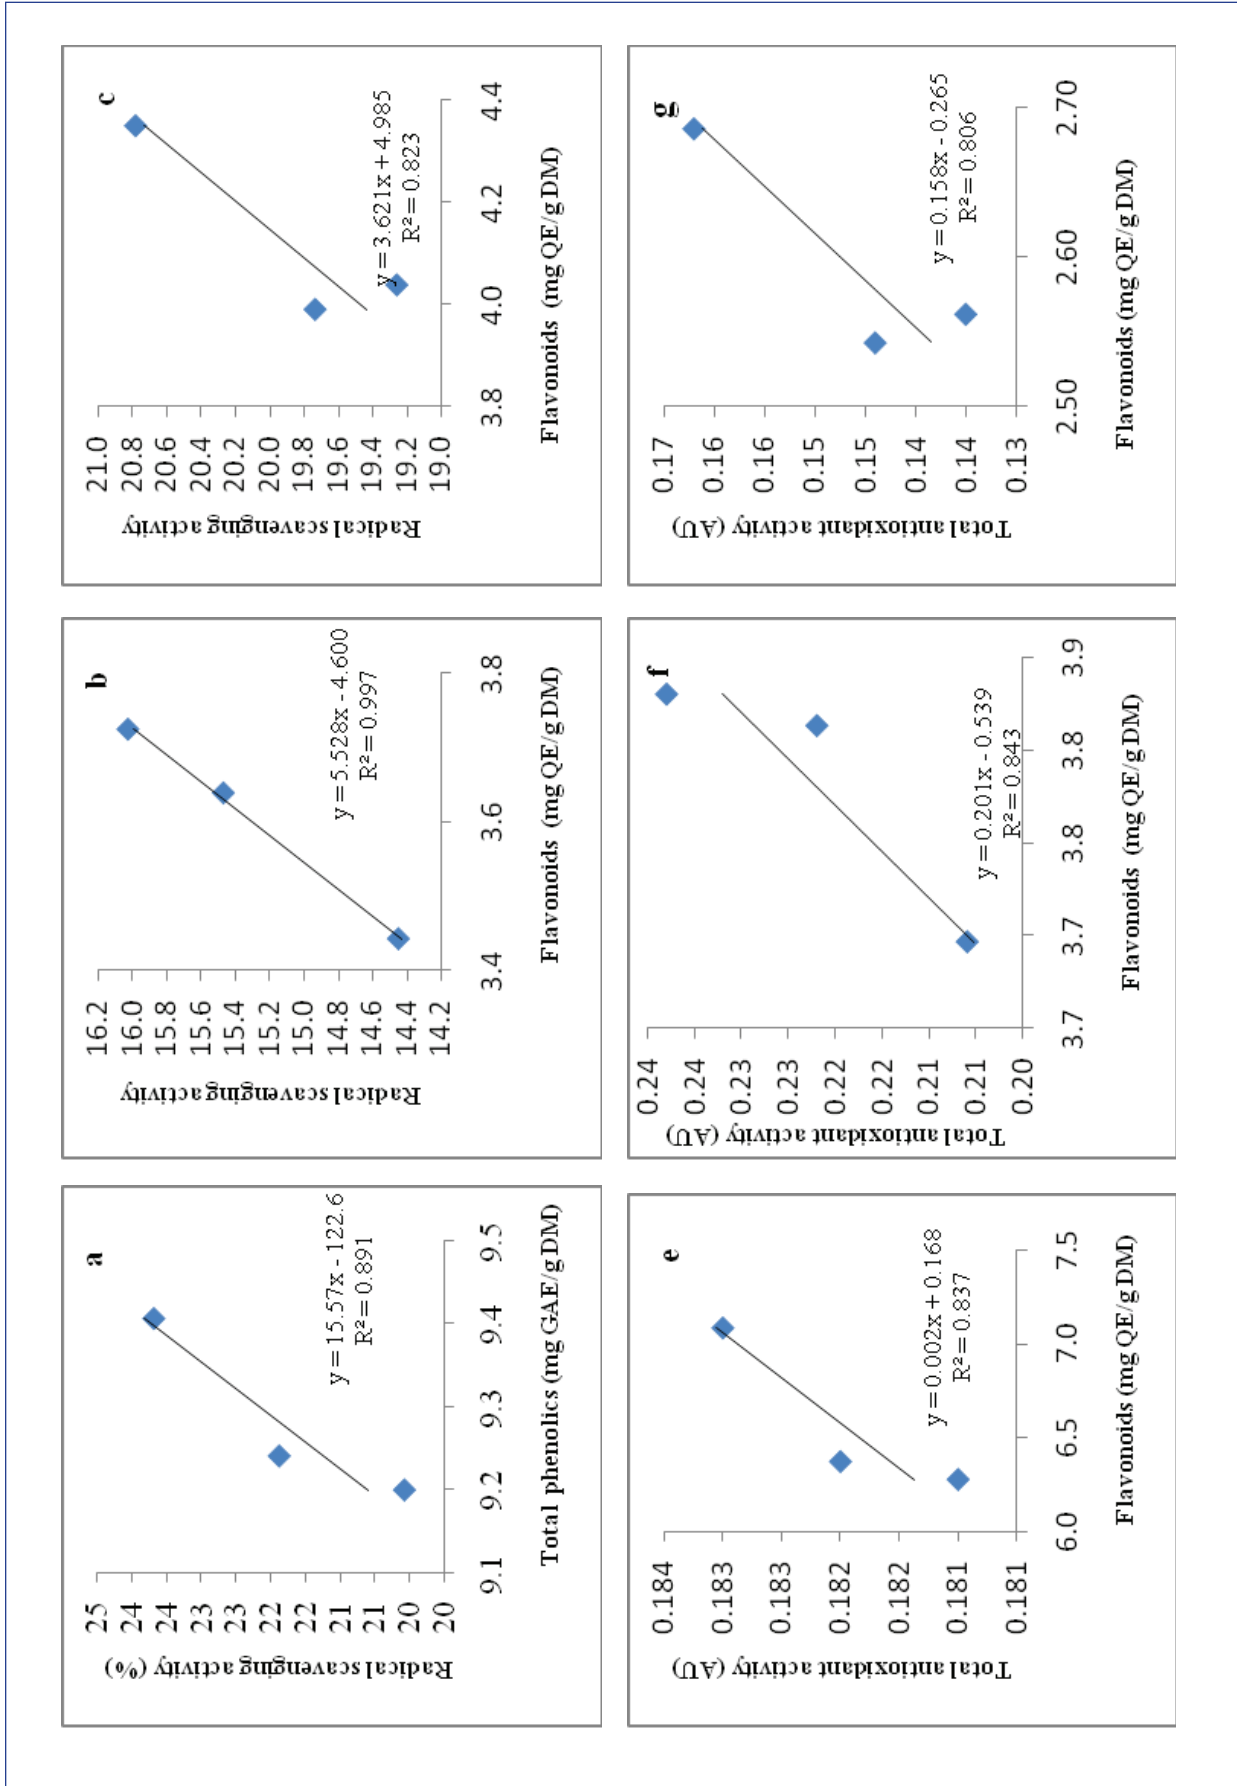 a
Radical scavenging activity (%)
25
24
24
23
23
22
22
21
21
20
20
9.1
9.2
9.3
9.4
9.5
y = 15.57x - 122.6
R² = 0.891
Total phenolics (mg GAE/g DM)
b
Radical scavenging activity
16.2
16.0
15.8
15.6
15.4
15.2
15.0
14.8
14.6
14.4
14.2
3.4
3.6
3.8
y = 5.528x - 4.600
R² = 0.997
Flavonoids (mg QE/g DM)
c
Radical scavenging activity
21.0
20.8
20.6
20.4
20.2
20.0
19.8
19.6
19.4
19.2
19.0
3.8
4.0
4.2
4.4
y = 3.621x + 4.985
R² = 0.823
Flavonoids (mg QE/g DM)
e
Total antioxidant activity (AU)
0.184
0.183
0.183
0.182
0.182
0.181
0.181
6.0
6.5
7.0
7.5
y = 0.002x + 0.168
R² = 0.837
Flavonoids (mg QE/g DM)
f
Total antioxidant activity (AU)
0.24
0.24
0.23
0.23
0.22
0.22
0.21
0.21
0.20
3.7
3.7
3.8
3.8
3.9
y = 0.201x - 0.539
R² = 0.843
Flavonoids (mg QE/g DM)
g
Total antioxidant activity (AU)
0.17
0.16
0.16
0.15
0.15
0.14
0.14
0.13
2.50
2.60
2.70
y = 0.158x - 0.265
R² = 0.806
Flavonoids (mg QE/g DM)